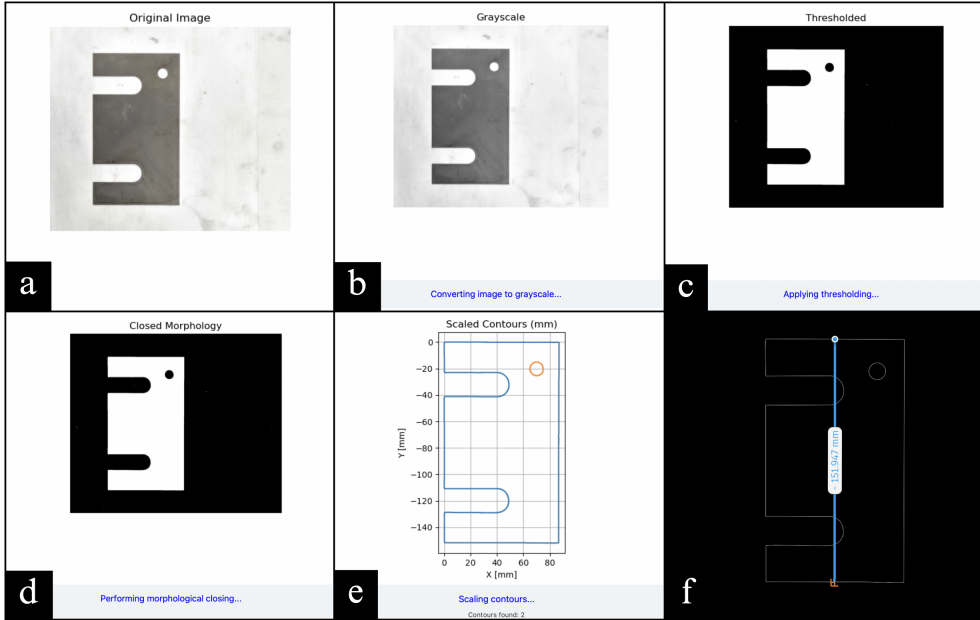 Original Image
a
Grayscale
b
Converting image to grayscale...
Thresholded
c
Applying thresholding...
Closed Morphology
d
Performing morphological closing...
Scaled Contours (mm)
0
−20
−40
−60
−80
−100
−120
−140
Y [mm]
0 20 40 60 80
X [mm]
e
Scaling contours...
Contours found: 2
~ 151.947 mm
f